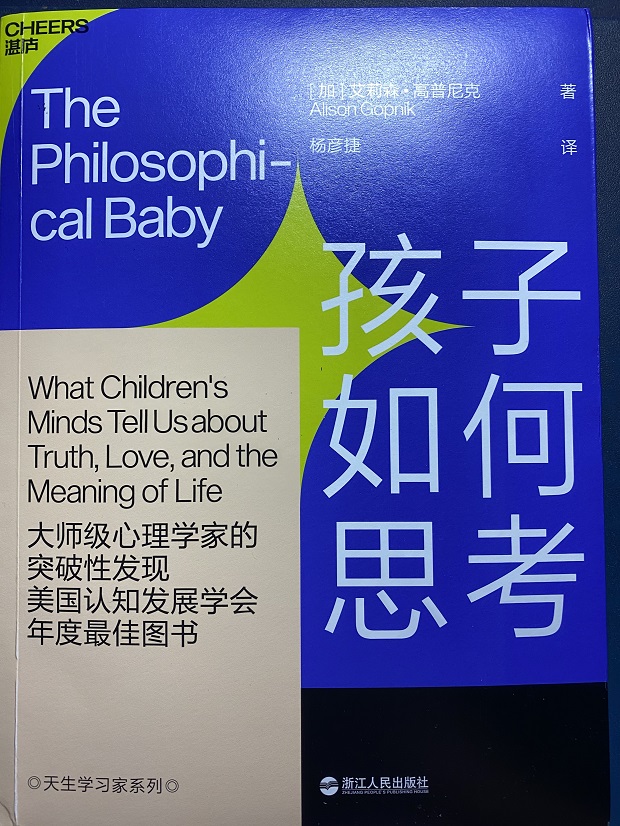 CHEERS
湛庐
The
Philosophi-
cal Baby
[加]艾莉森·高普尼克 著
Alison Gopnik
杨彦捷 译
孩子
如何
思考
What Children's
Minds Tell Us about
Truth, Love, and the
Meaning of Life
大师级心理学家的
突破性发现
美国认知发展学会
年度最佳图书
◎天生学习家系列◎
浙江人民出版社
ZHEJIANG PEOPLE'S PUBLISHING HOUSE